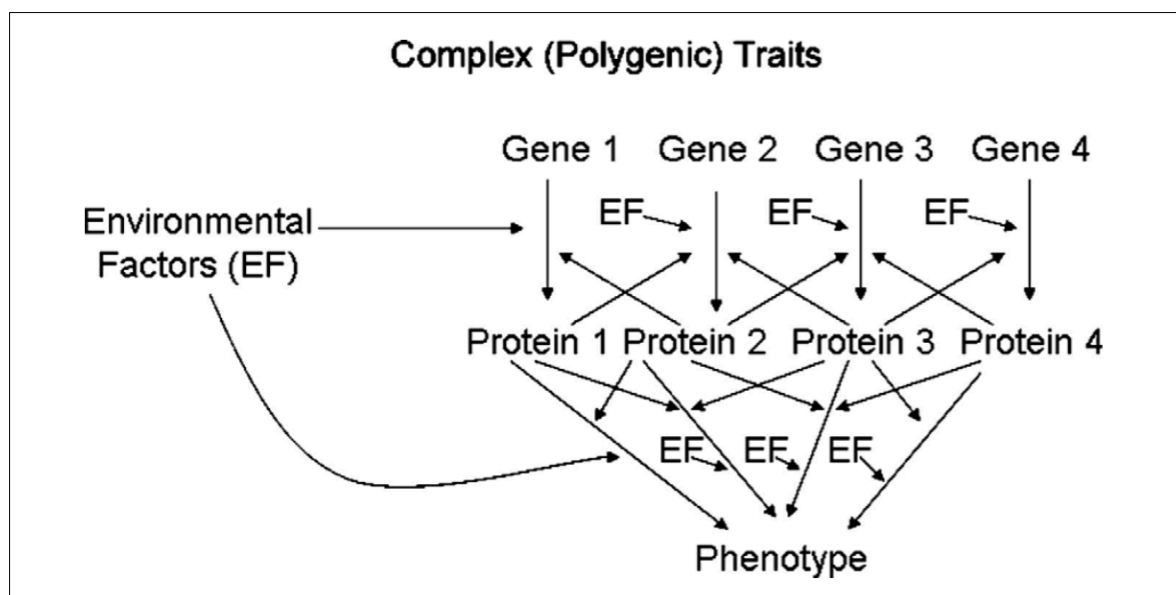 Complex (Polygenic) Traits
Gene 1 Gene 2 Gene 3 Gene 4
Environmental
Factors (EF)
EF EF EF
Protein 1 Protein 2 Protein 3 Protein 4
EF EF EF
Phenotype